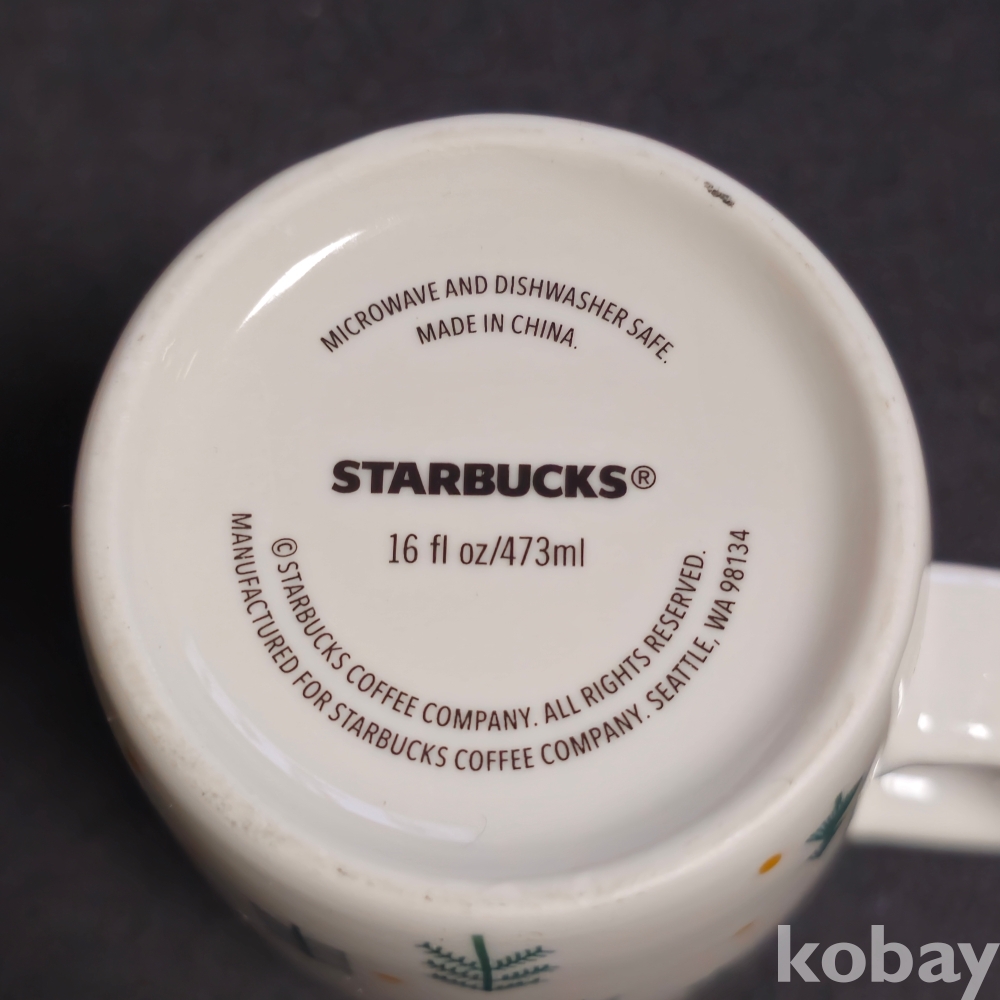 MICROWAVE AND DISHWASHER SAFE.
MADE IN CHINA.
STARBUCKS®
16 fl oz/473ml
© STARBUCKS COFFEE COMPANY. ALL RIGHTS RESERVED.
MANUFACTURED FOR STARBUCKS COFFEE COMPANY. SEATTLE, WA 98134
kobay